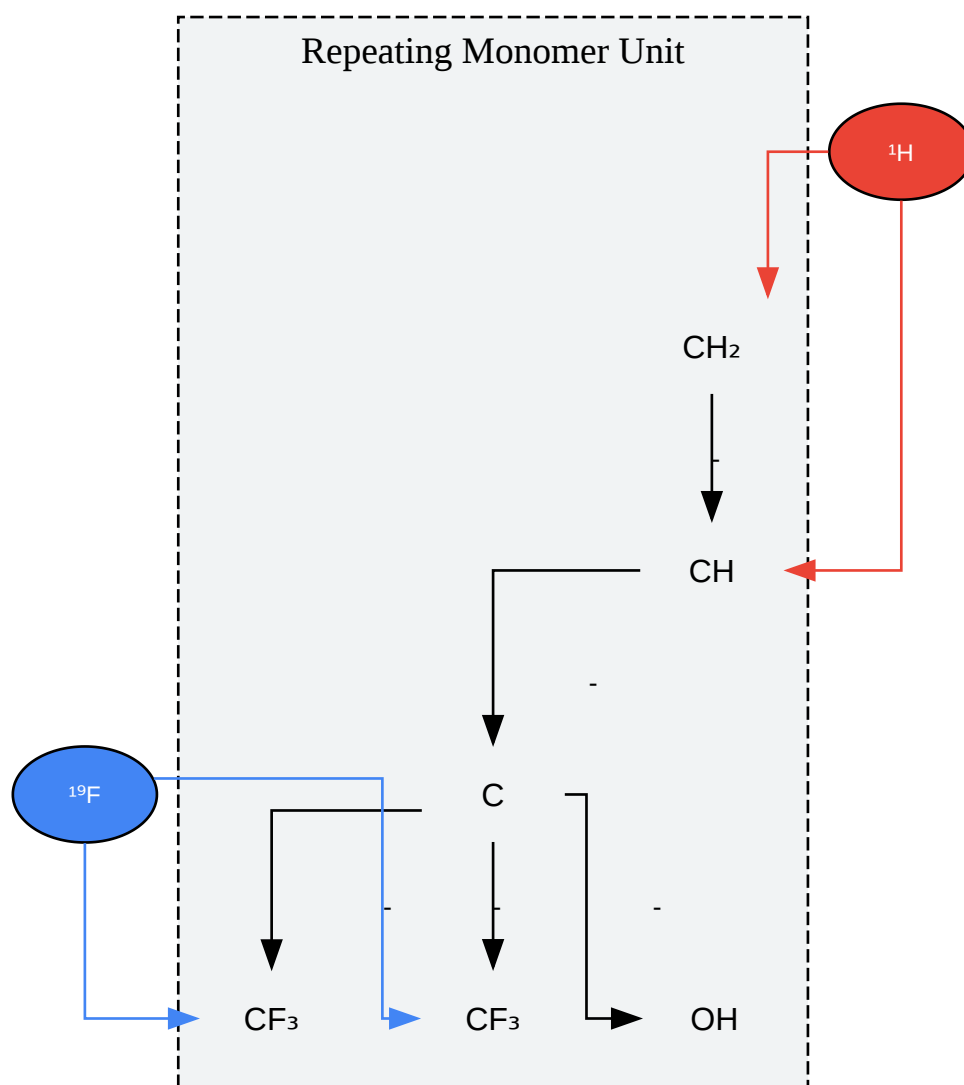 Repeating Monomer Unit
¹H
CH₂
-
CH
-
C
¹⁹F
- - -
CF₃ CF₃ OH